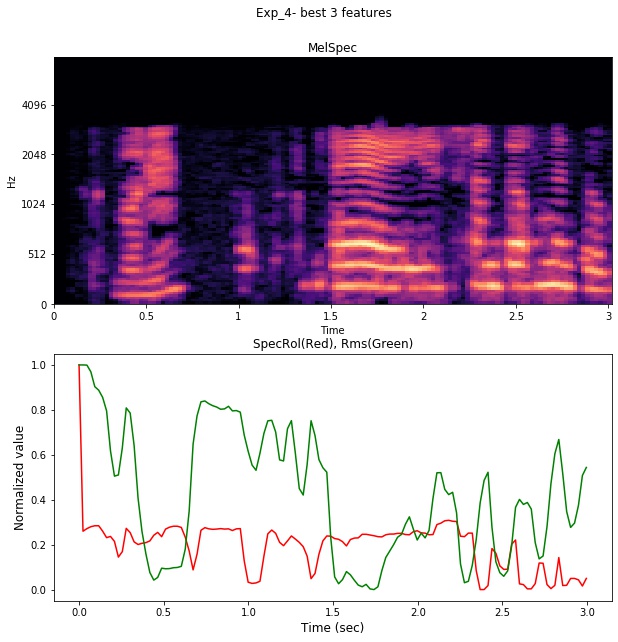 Exp_4- best 3 features
MelSpec
4096
2048
1024
512
0
Hz
0 0.5 1 1.5 2 2.5 3
Time
SpecRol(Red), Rms(Green)
1.0
0.8
0.6
0.4
0.2
0.0
Normalized value
0.0 0.5 1.0 1.5 2.0 2.5 3.0
Time (sec)